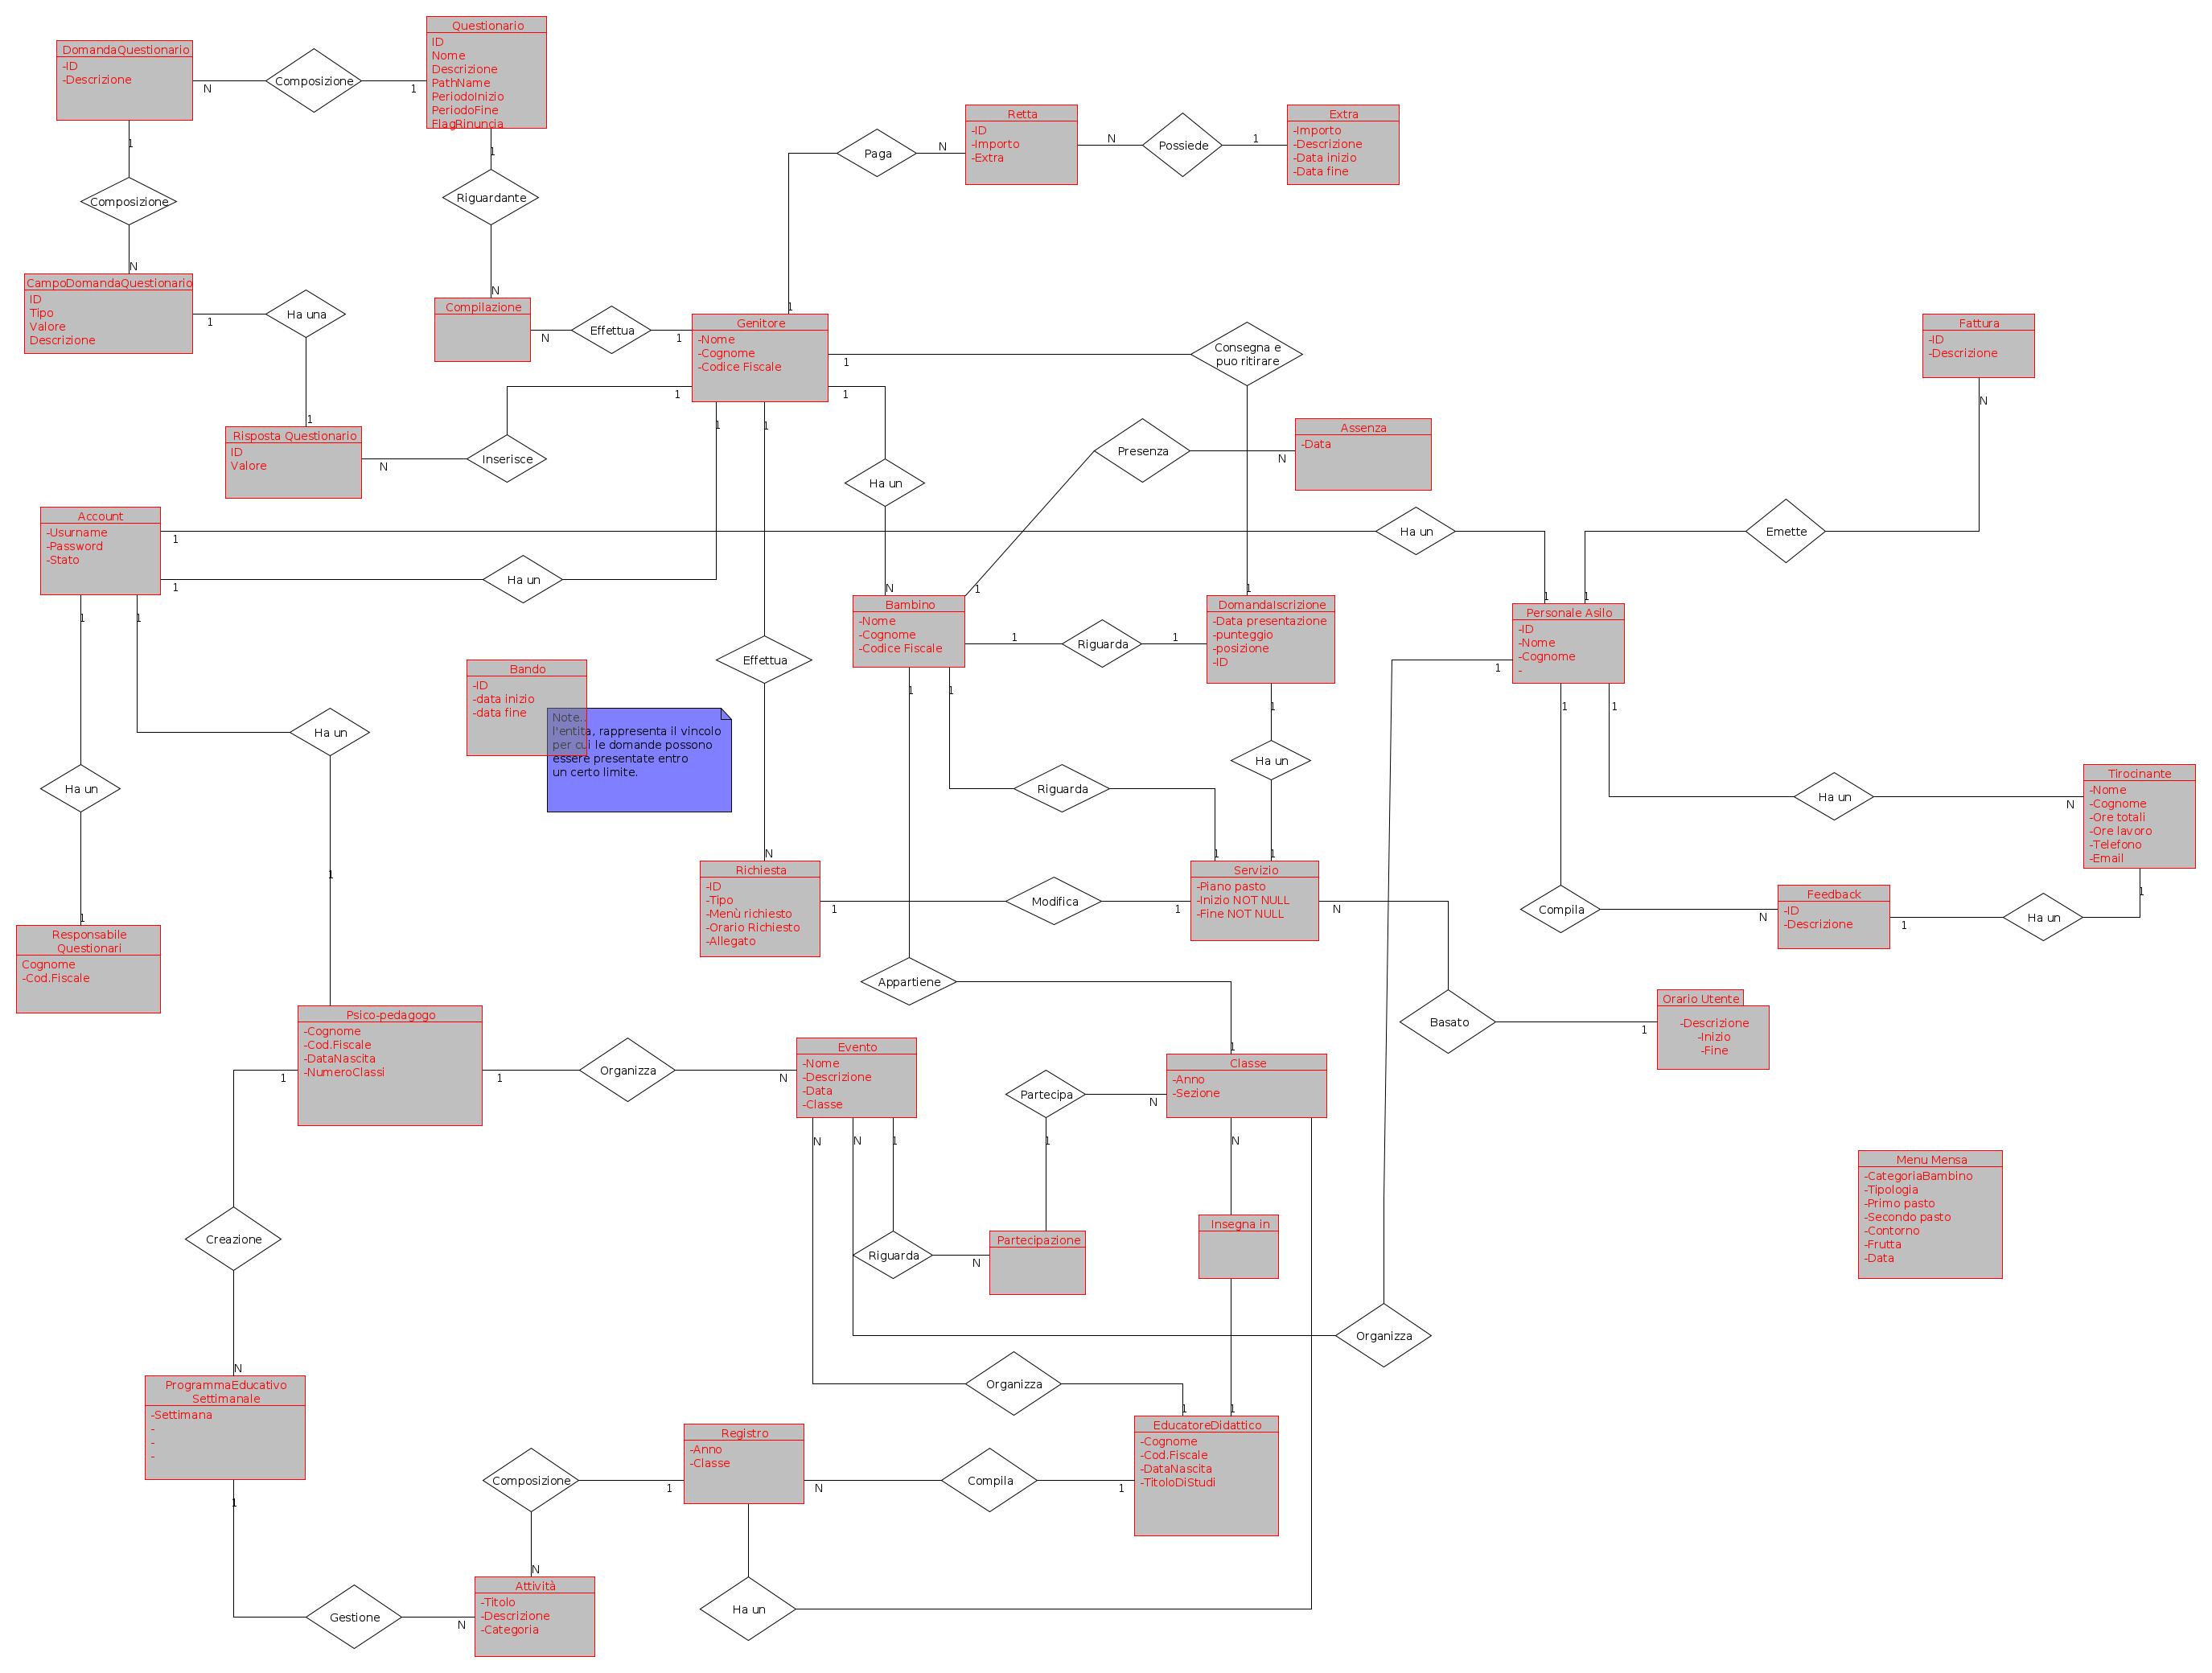 Questionario
ID
Nome
Descrizione
PathName
PeriodoInizio
PeriodoFine
FlagRinuncia
DomandaQuestionario
-ID
-Descrizione
N
Composizione
1
1
Composizione
N
1
Riguardante
N
CampoDomandaQuestionario
ID
Tipo
Valore
Descrizione
1
Ha una
1
Compilazione
N
Effettua
1
Paga
N
1
Retta
-ID
-Importo
-Extra
N
Possiede
1
Extra
-Importo
-Descrizione
-Data inizio
-Data fine
Genitore
-Nome
-Cognome
-Codice Fiscale
1
Consegna e
puo ritirare
1
Fattura
-ID
-Descrizione
N
Emette
1
Risposta Questionario
ID
Valore
N
Inserisce
1
1
1
1
Ha un
N
Presenza
N
1
Assenza
-Data
Account
-Usurname
-Password
-Stato
1
Ha un
1
1
Ha un
1
1
Bambino
-Nome
-Cognome
-Codice Fiscale
1
Riguarda
1
DomandaIscrizione
-Data presentazione
-punteggio
-posizione
-ID
Personale Asilo
-ID
-Nome
-Cognome
-
1
1
1
Effettua
N
Bando
-ID
-data inizio
-data fine
Note..
l'entita, rappresenta il vincolo
per cui le domande possono
essere presentate entro
un certo limite.
1
1
1
Ha un
1
Riguarda
1
Ha un
1
Ha un
1
Ha un
N
Tirocinante
-Nome
-Cognome
-Ore totali
-Ore lavoro
-Telefono
-Email
1
Responsabile
Questionari
Cognome
-Cod.Fiscale
Richiesta
-ID
-Tipo
-Menù richiesto
-Orario Richiesto
-Allegato
1
Modifica
1
Servizio
-Piano pasto
-Inizio NOT NULL
-Fine NOT NULL
N
Compila
N
Feedback
-ID
-Descrizione
1
Ha un
Appartiene
1
Basato
1
Orario Utente
-Descrizione
-Inizio
-Fine
Psico-pedagogo
-Cognome
-Cod.Fiscale
-DataNascita
-NumeroClassi
1
1
Organizza
N
Evento
-Nome
-Descrizione
-Data
-Classe
N
N
1
Partecipa
N
1
Classe
-Anno
-Sezione
N
Menu Mensa
-CategoriaBambino
-Tipologia
-Primo pasto
-Secondo pasto
-Contorno
-Frutta
-Data
Creazione
N
Riguarda
N
Partecipazione
Insegna in
Organizza
Organizza
1
1
ProgrammaEducativo
Settimanale
-Settimana
-
-
-
1
Composizione
1
N
Registro
-Anno
-Classe
N
Compila
1
EducatoreDidattico
-Cognome
-Cod.Fiscale
-DataNascita
-TitoloDiStudi
Gestione
N
Attività
-Titolo
-Descrizione
-Categoria
Ha un